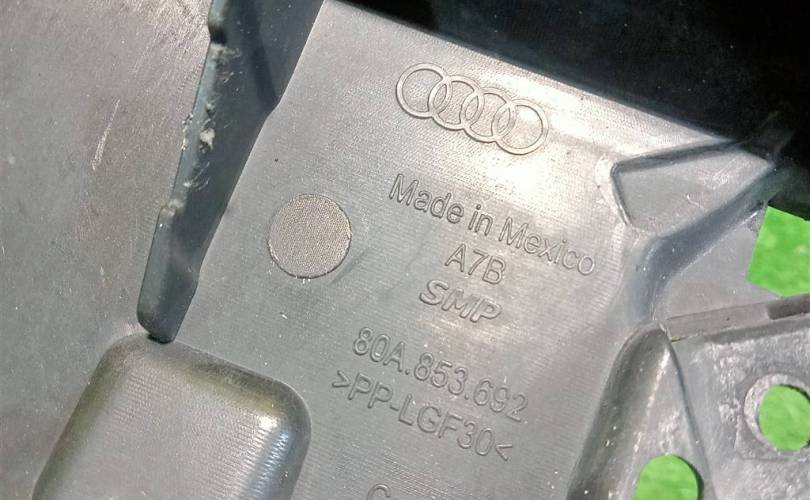 Made in Mexico
A7B
SMP
80A.853.692
>PP-LGF30<